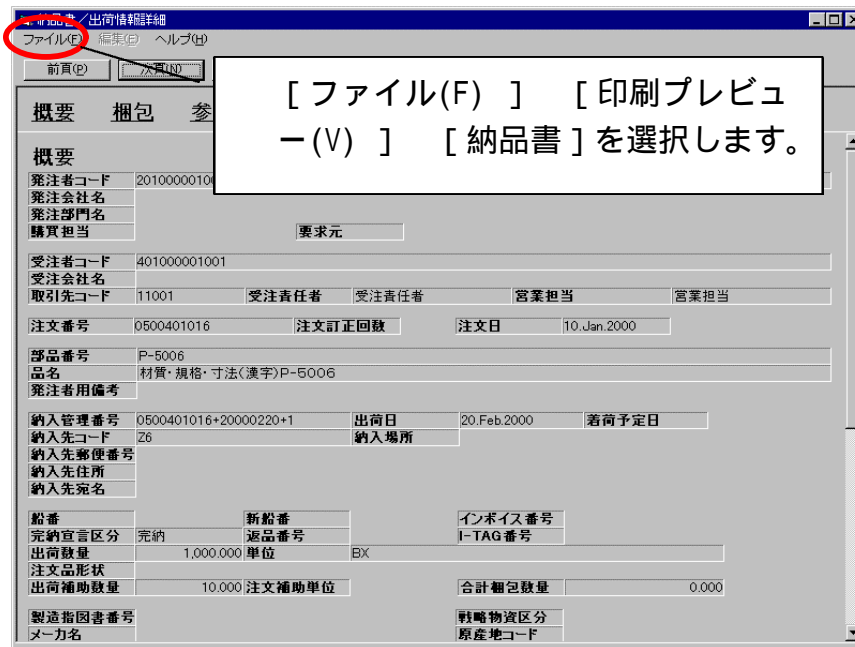 納品書／出荷情報詳細
ファイル(F) 編集(E) ヘルプ(H)
前頁(P) 次頁(N)
［ファイル(F)］ ［印刷プレビュ
ー(V)］ ［納品書］を選択します。
概要 梱包 参
概要
発注者コード 2010000010
発注会社名
発注部門名
購買担当 要求元
受注者コード 401000001001
受注会社名
取引先コード 11001 受注責任者 受注責任者 営業担当 営業担当
注文番号 0500401016 注文訂正回数 注文日 10.Jan.2000
部品番号 P-5006
品名 材質･規格･寸法(漢字)P-5006
発注者用備考
納入管理番号 0500401016+20000220+1 出荷日 20.Feb.2000 着荷予定日
納入先コード Z6 納入場所
納入先郵便番号
納入先住所
納入先宛名
船番 新船番 インボイス番号
完納宣言区分 完納 返品番号 I-TAG番号
出荷数量 1,000.000 単位 BX
注文品形状
出荷補助数量 10.000 注文補助単位 合計梱包数量 0.000
製造指図書番号 戦略物資区分
メーカ名 原産地コード